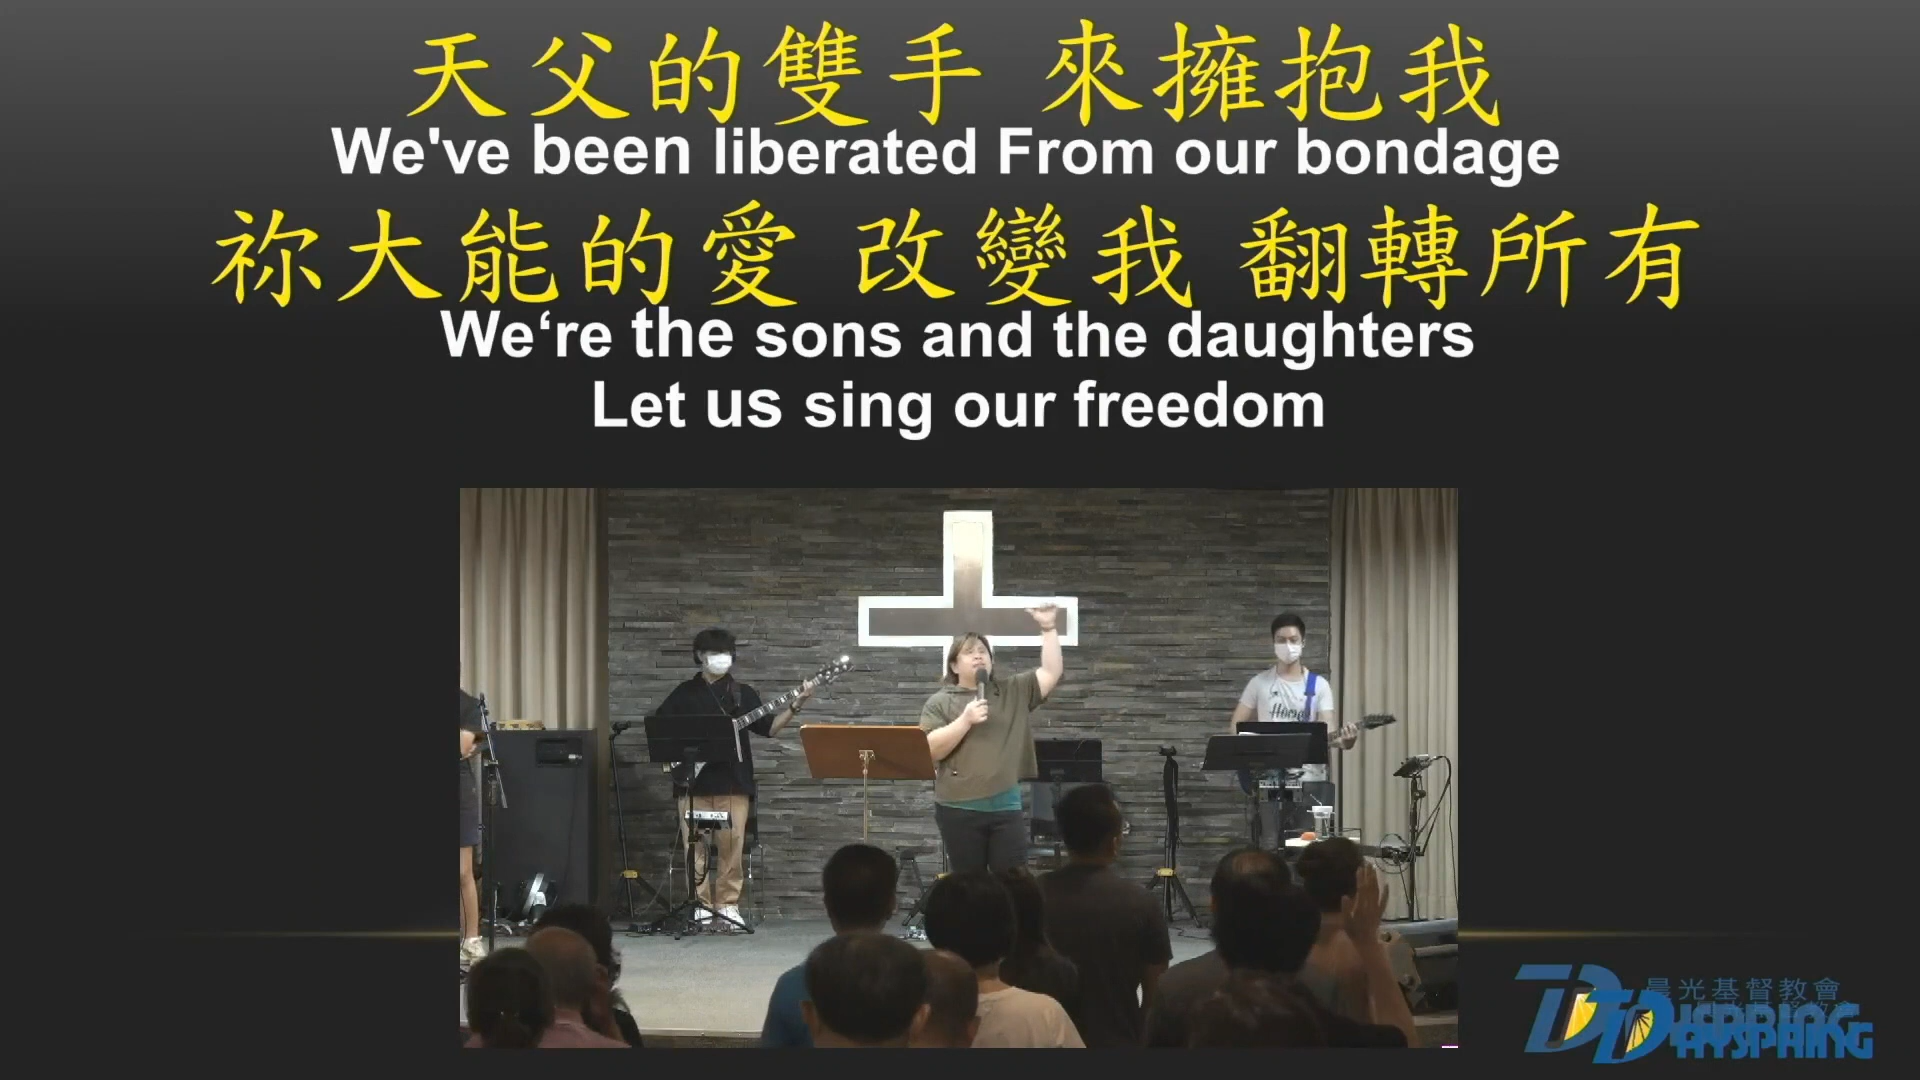 天父的雙手 來擁抱我
We've been liberated From our bondage
祢大能的愛 改變我 翻轉所有
We‘re the sons and the daughters
Let us sing our freedom
晨光基督教會
DAYSPRING